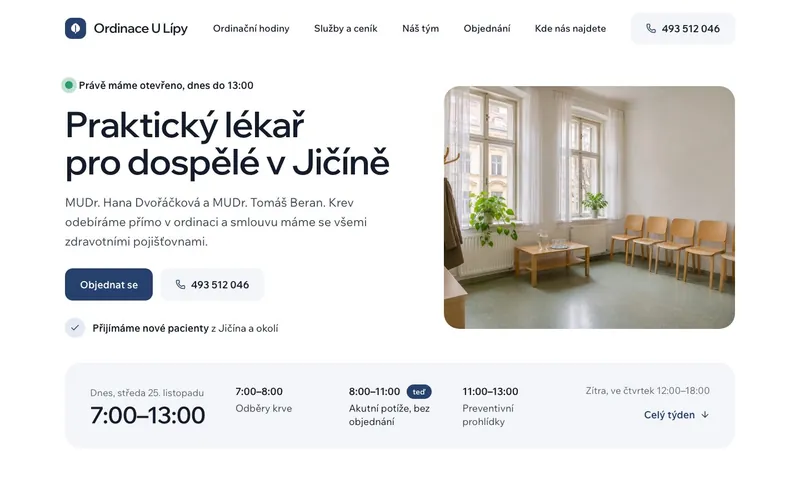 Ordinace U Lípy
Ordinační hodiny
Služby a ceník
Náš tým
Objednání
Kde nás najdete
493 512 046
Právě máme otevřeno, dnes do 13:00
Praktický lékař
pro dospělé v Jičíně
MUDr. Hana Dvořáčková a MUDr. Tomáš Beran. Krev
odebíráme přímo v ordinaci a smlouvu máme se všemi
zdravotními pojišťovnami.
Objednat se
493 512 046
Přijímáme nové pacienty z Jičína a okolí
Dnes, středa 25. listopadu
7:00–13:00
7:00–8:00
Odběry krve
8:00–11:00 teď
Akutní potíže, bez
objednání
11:00–13:00
Preventivní
prohlídky
Zítra, ve čtvrtek 12:00–18:00
Celý týden ↓